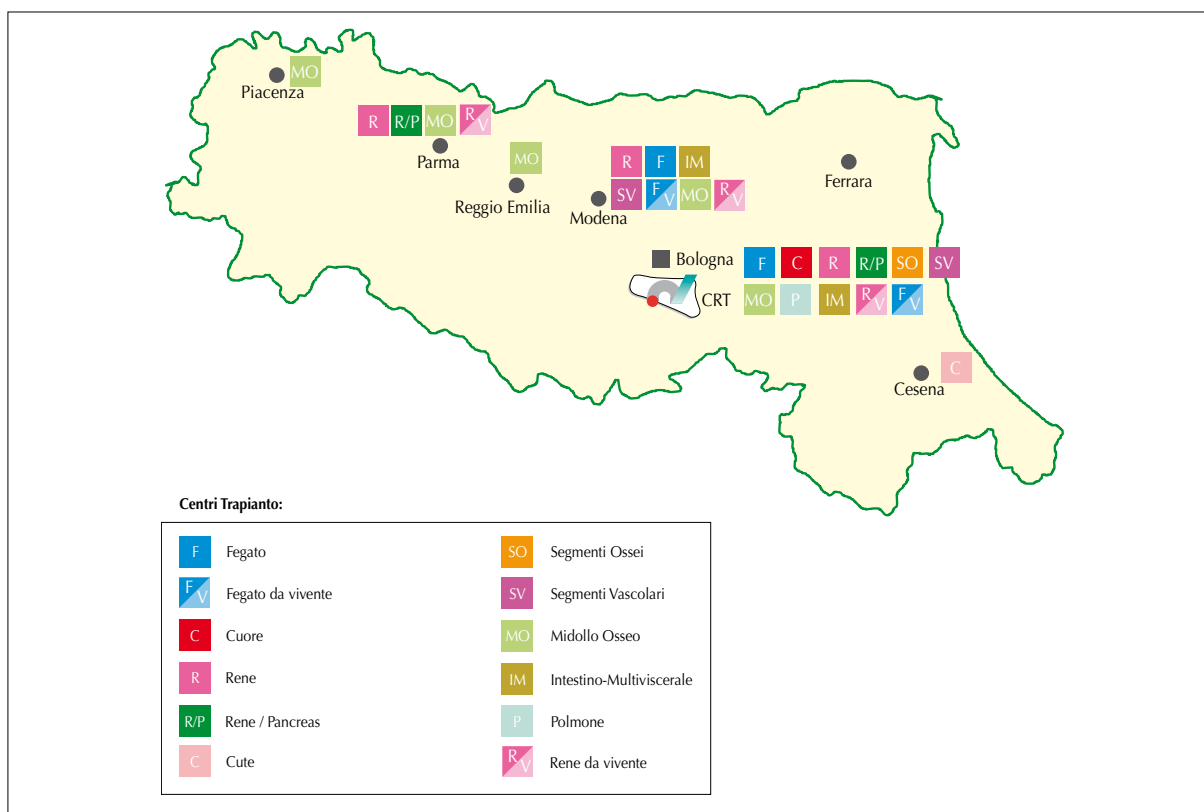 Piacenza
MO
R R/P MO R V
Parma
MO
Reggio Emilia
R F IM
SV F V MO R V
Modena
Ferrara
Bologna
F C R R/P SO SV
CRT
MO P IM R V F V
Cesena
C
Centri Trapianto:
F Fegato
F V Fegato da vivente
C Cuore
R Rene
R/P Rene / Pancreas
C Cute
SO Segmenti Ossei
SV Segmenti Vascolari
MO Midollo Osseo
IM Intestino-Multiviscerale
P Polmone
R V Rene da vivente